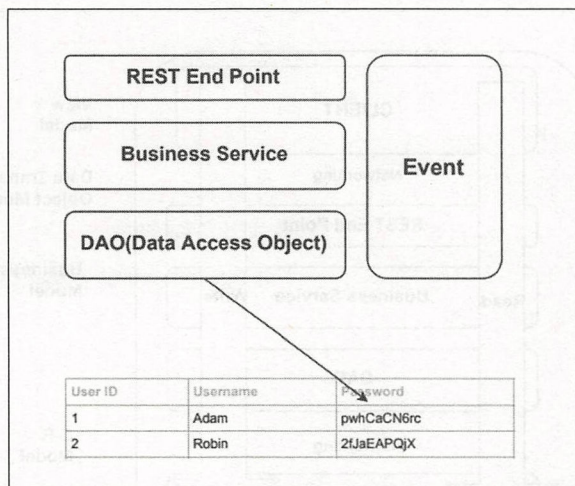 REST End Point
Business Service
DAO(Data Access Object)
Event
User ID Username Password
1 Adam pwhCaCN6rc
2 Robin 2fJaEAPQjX